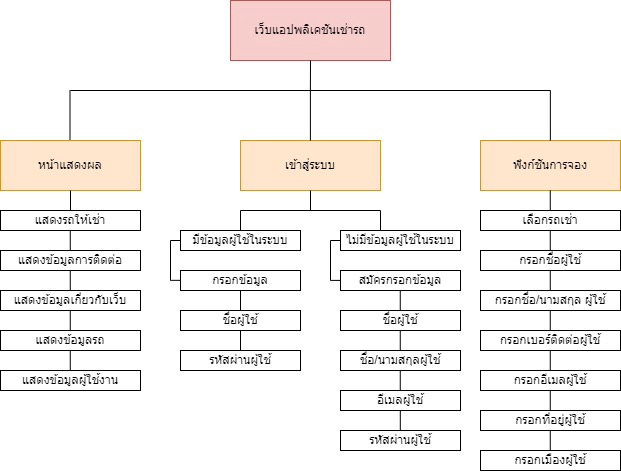 เว็บแอปพลิเคชันเช่ารถ
หน้าแสดงผล
เข้าสู่ระบบ
ฟังก์ชันการจอง
แสดงรถให้เช่า
แสดงข้อมูลการติดต่อ
แสดงข้อมูลเกี่ยวกับเว็บ
แสดงข้อมูลรถ
แสดงข้อมูลผู้ใช้งาน
มีข้อมูลผู้ใช้ในระบบ
กรอกข้อมูล
ชื่อผู้ใช้
รหัสผ่านผู้ใช้
ไม่มีข้อมูลผู้ใช้ในระบบ
สมัครกรอกข้อมูล
ชื่อผู้ใช้
ชื่อ/นามสกุลผู้ใช้
อีเมลผู้ใช้
รหัสผ่านผู้ใช้
เลือกรถเช่า
กรอกชื่อผู้ใช้
กรอกชื่อ/นามสกุล ผู้ใช้
กรอกเบอร์ติดต่อผู้ใช้
กรอกอีเมลผู้ใช้
กรอกที่อยู่ผู้ใช้
กรอกเมืองผู้ใช้